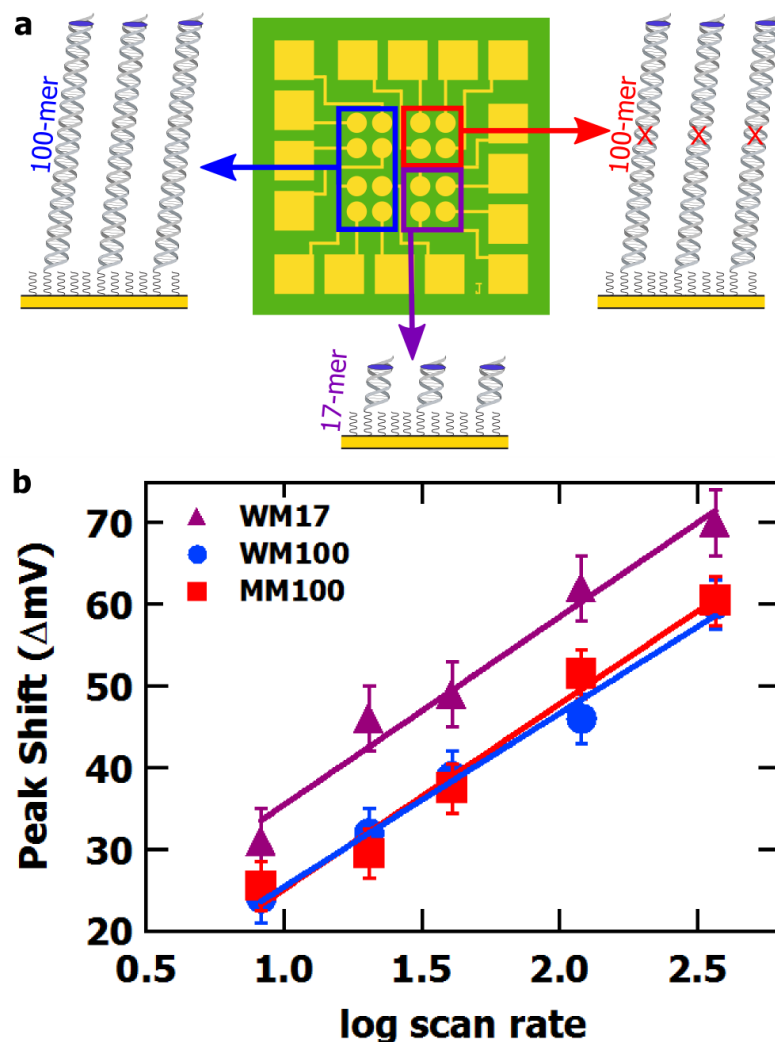 a
100-mer
100-mer
X X X
J
17-mer
b
WM17
WM100
MM100
Peak Shift (ΔmV)
70
60
50
40
30
20
0.5 1.0 1.5 2.0 2.5
log scan rate